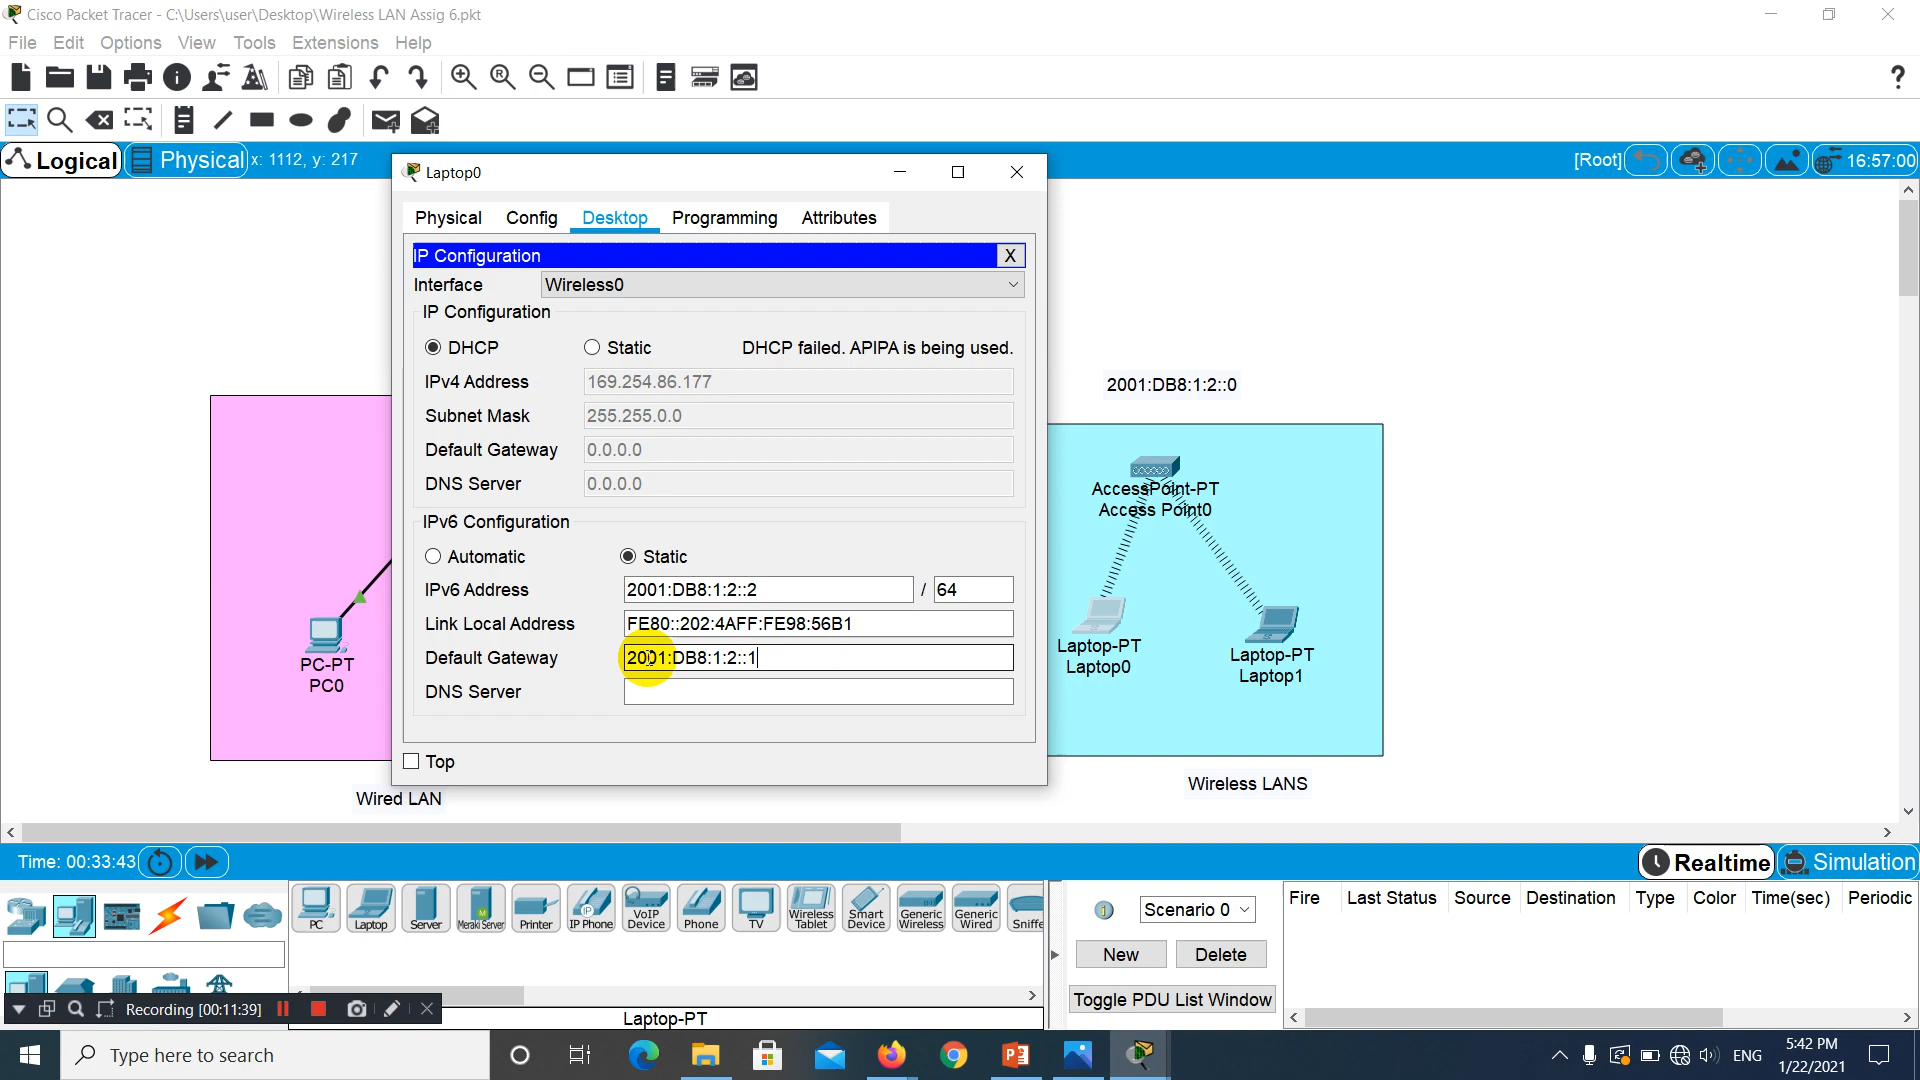 Cisco Packet Tracer - C:\Users\user\Desktop\Wireless LAN Assig 6.pkt
File Edit Options View Tools Extensions Help
Logical Physical x: 1112, y: 217
[Root] 16:57:00
Laptop0
Physical Config Desktop Programming Attributes
IP Configuration X
Interface Wireless0
IP Configuration
DHCP Static DHCP failed. APIPA is being used.
IPv4 Address 169.254.86.177
Subnet Mask 255.255.0.0
Default Gateway 0.0.0.0
DNS Server 0.0.0.0
IPv6 Configuration
Automatic Static
IPv6 Address 2001:DB8:1:2::2 / 64
Link Local Address FE80::202:4AFF:FE98:56B1
Default Gateway 2001:DB8:1:2::1
DNS Server
Top
PC-PT
PC0
Wired LAN
2001:DB8:1:2::0
AccessPoint-PT
Access Point0
Laptop-PT
Laptop0
Laptop-PT
Laptop1
Wireless LANS
Time: 00:33:43
Realtime Simulation
PC Laptop Server Meraki Server Printer IP Phone VoIP Device Phone TV Wireless Tablet Smart Device Generic Wireless Generic Wired Sniffe
Laptop-PT
Scenario 0
New Delete
Toggle PDU List Window
Fire Last Status Source Destination Type Color Time(sec) Periodic
Recording [00:11:39]
Type here to search
ENG
5:42 PM
1/22/2021